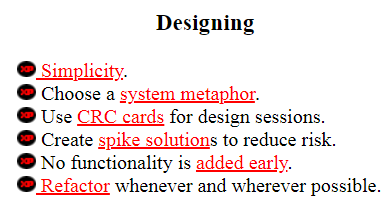 Designing
Simplicity.
Choose a system metaphor.
Use CRC cards for design sessions.
Create spike solutions to reduce risk.
No functionality is added early.
Refactor whenever and wherever possible.